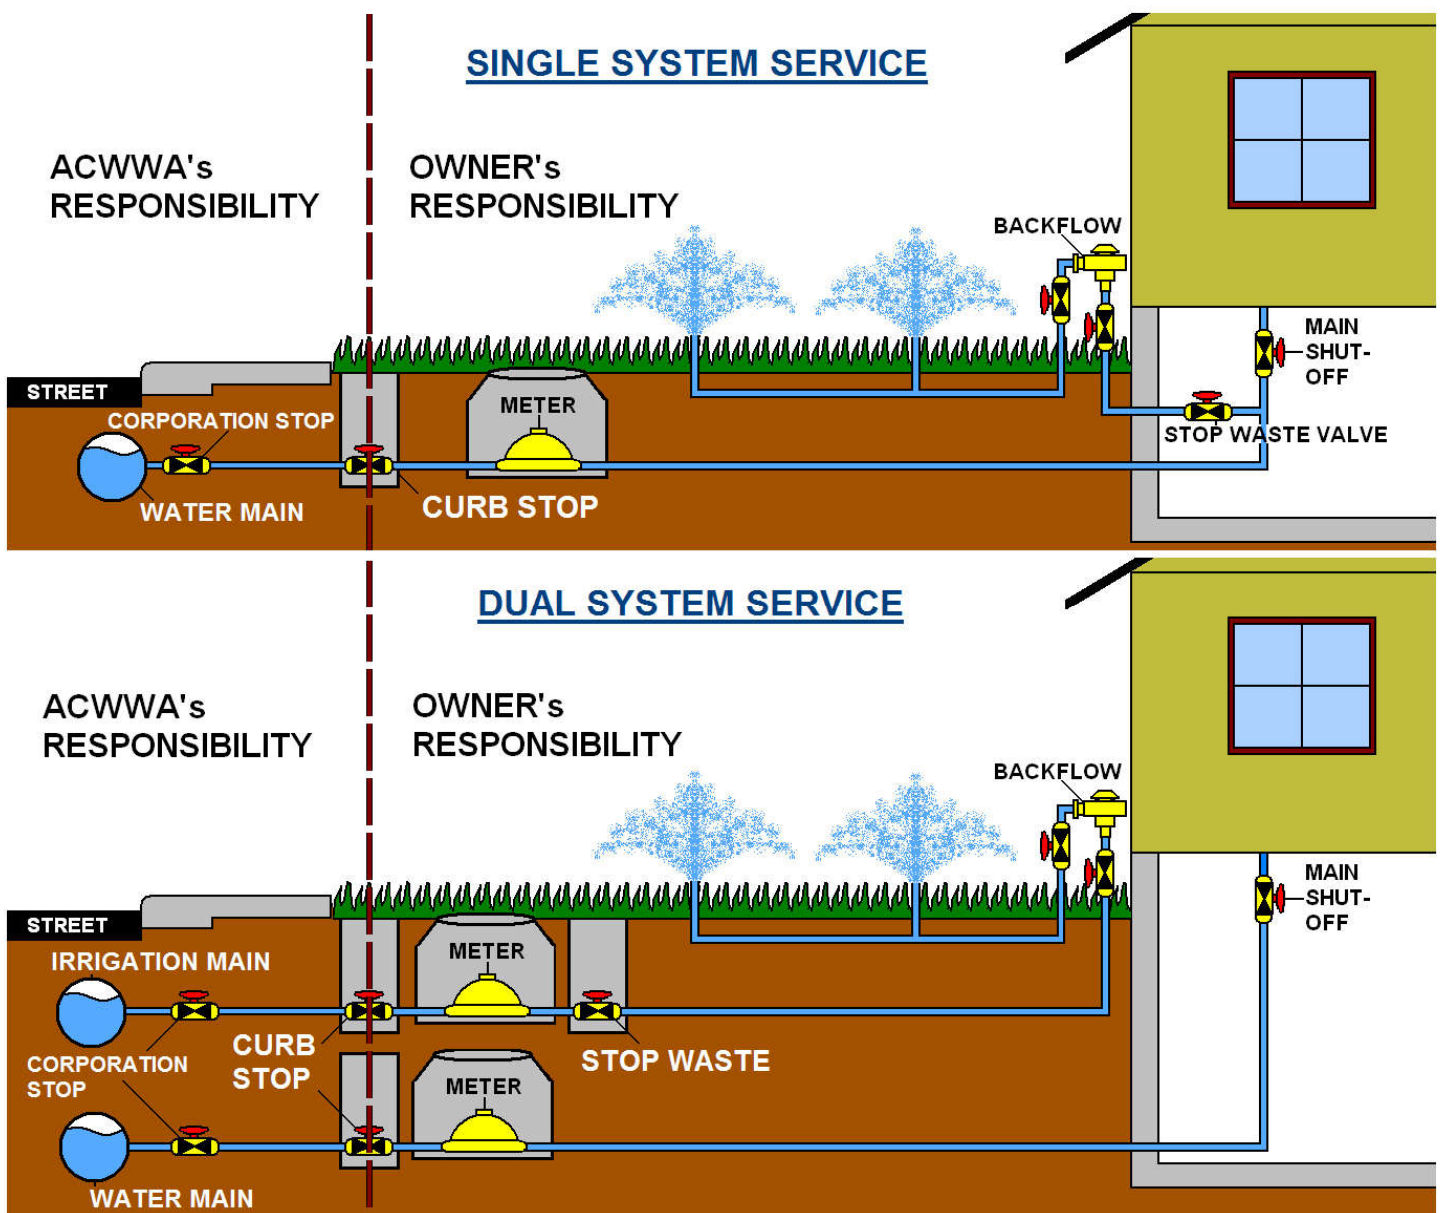 SINGLE SYSTEM SERVICE
ACWWA's
RESPONSIBILITY
OWNER's
RESPONSIBILITY
BACKFLOW
MAIN
SHUT-
OFF
STREET
METER
CORPORATION STOP
STOP WASTE VALVE
CURB STOP
WATER MAIN
DUAL SYSTEM SERVICE
ACWWA's
RESPONSIBILITY
OWNER's
RESPONSIBILITY
BACKFLOW
MAIN
SHUT-
OFF
STREET
IRRIGATION MAIN
METER
CURB
STOP
STOP WASTE
CORPORATION
STOP
METER
WATER MAIN